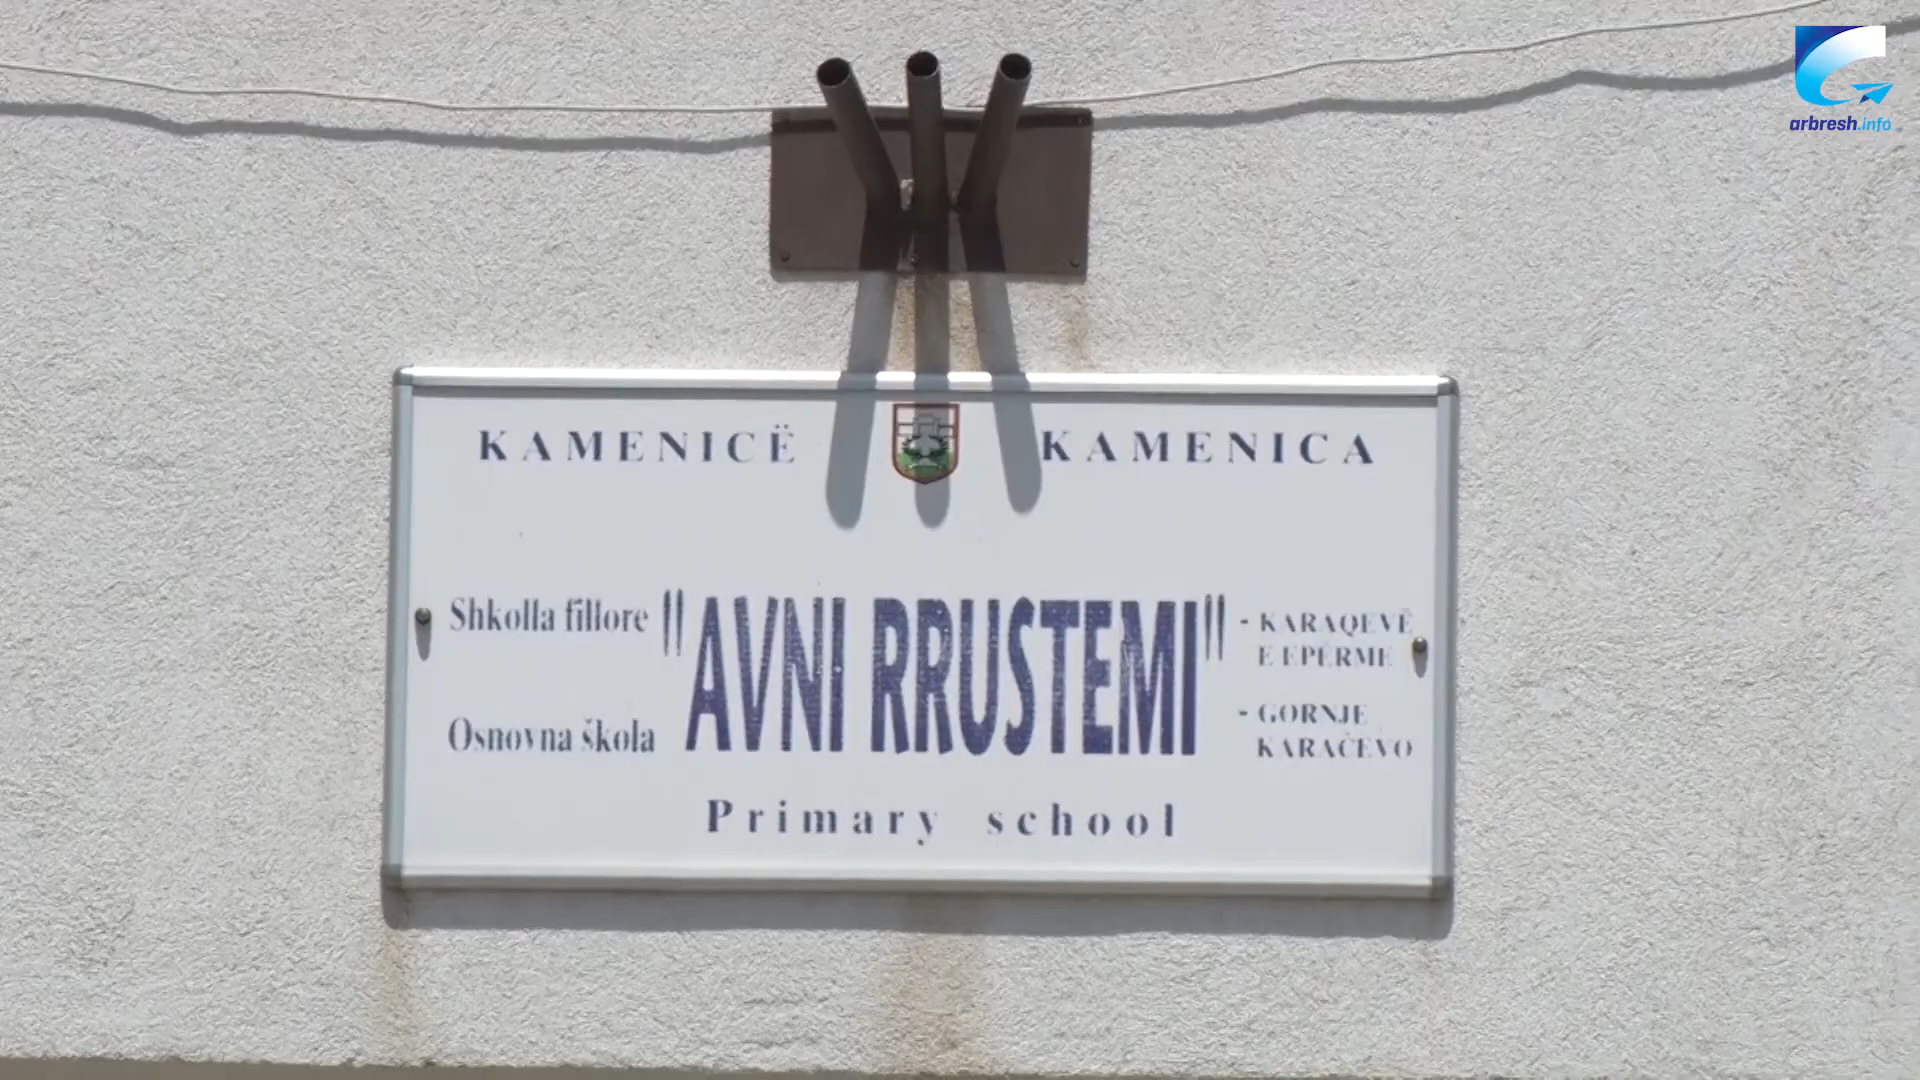 arbresh.info
KAMENICË KAMENICA
Shkolla fillore "AVNI RRUSTEMI" - KARAQEVË
E EPËRME
Osnovna škola - GORNJE
KARAČEVO
Primary school